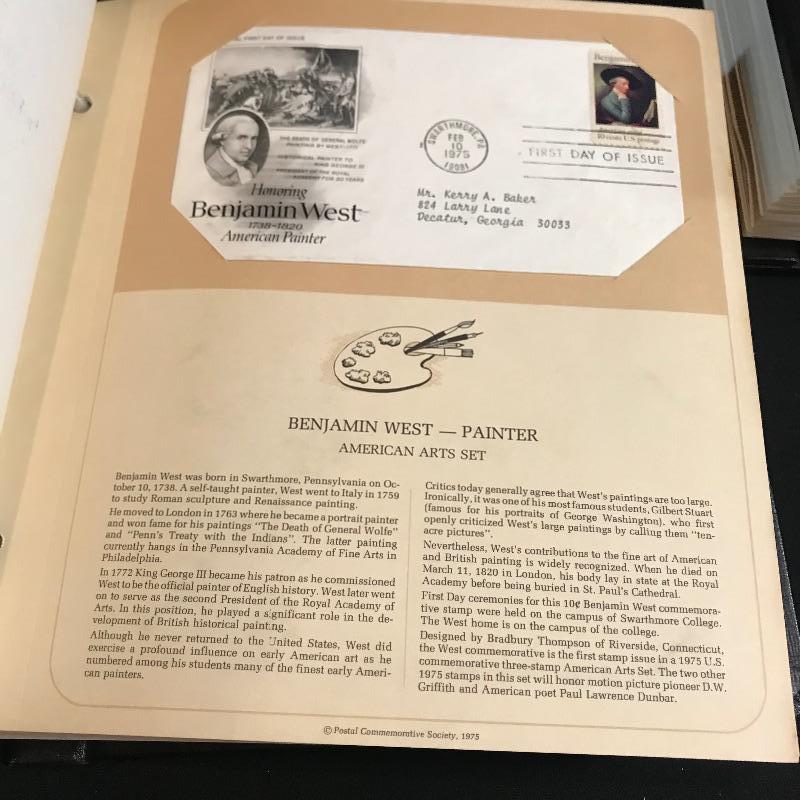 FIRST DAY OF ISSUE
THE DEATH OF GENERAL WOLFE
PAINTING BY WEST-1771
HISTORICAL PAINTER TO
KING GEORGE III
PRESIDENT OF THE ROYAL
ACADEMY FOR 20 YEARS
Honoring
Benjamin West
1738-1820
American Painter
SWARTHMORE, PA
FEB
10
1975
19081
Benjamin
10 cents U.S. postage
FIRST DAY OF ISSUE
Mr. Kerry A. Baker
824 Larry Lane
Decatur, Georgia 30033
BENJAMIN WEST — PAINTER
AMERICAN ARTS SET
Benjamin West was born in Swarthmore, Pennsylvania on Oc-
tober 10, 1738. A self-taught painter, West went to Italy in 1759
to study Roman sculpture and Renaissance painting.
He moved to London in 1763 where he became a portrait painter
and won fame for his paintings "The Death of General Wolfe"
and "Penn's Treaty with the Indians". The latter painting
currently hangs in the Pennsylvania Academy of Fine Arts in
Philadelphia.
In 1772 King George III became his patron as he commissioned
West to be the official painter of English history. West later went
on to serve as the second President of the Royal Academy of
Arts. In this position, he played a significant role in the de-
velopment of British historical painting.
Although he never returned to the United States, West did
exercise a profound influence on early American art as he
numbered among his students many of the finest early Ameri-
can painters.
Critics today generally agree that West's paintings are too large.
Ironically, it was one of his most famous students, Gilbert Stuart
(famous for his portraits of George Washington), who first
openly criticized West's large paintings by calling them "ten-
acre pictures".
Nevertheless, West's contributions to the fine art of American
and British painting is widely recognized. When he died on
March 11, 1820 in London, his body lay in state at the Royal
Academy before being buried in St. Paul's Cathedral.
First Day ceremonies for this 10¢ Benjamin West commemora-
tive stamp were held on the campus of Swarthmore College.
The West home is on the campus of the college.
Designed by Bradbury Thompson of Riverside, Connecticut,
the West commemorative is the first stamp issue in a 1975 U.S.
commemorative three-stamp American Arts Set. The two other
1975 stamps in this set will honor motion picture pioneer D.W.
Griffith and American poet Paul Lawrence Dunbar.
© Postal Commemorative Society, 1975